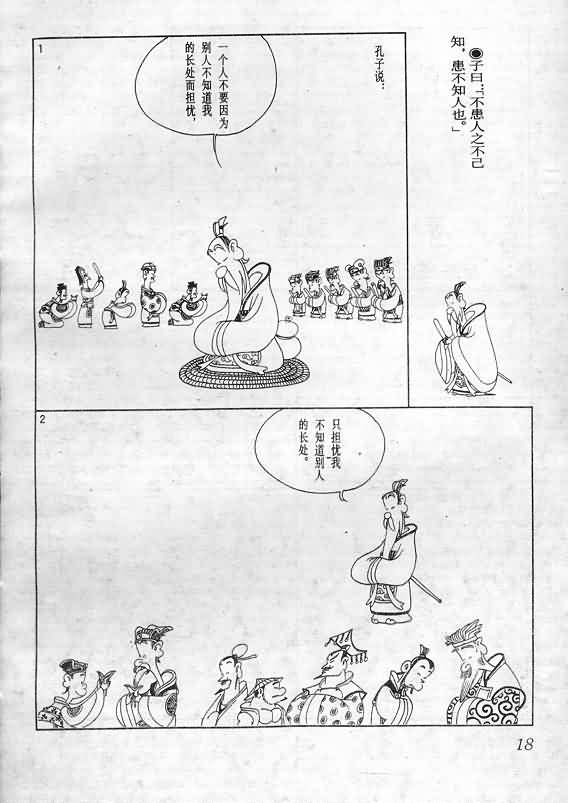 ●子曰：「不患人之不己
知，患不知人也。」
1
孔子说：
一个人不要因为
别人不知道我
的长处而担忧，
2
只担忧我
不知道别人
的长处。
18